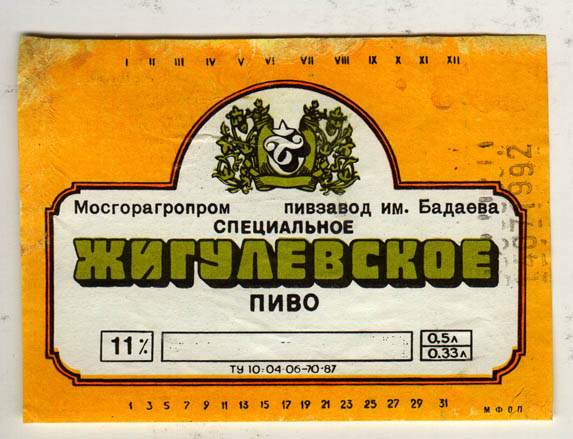 I II III IV V VI VII VIII IX X XI XII
Мосгорагропром пивзавод им. Бадаева
СПЕЦИАЛЬНОЕ
ЖИГУЛЕВСКОЕ
ПИВО
11% 0.5л
0.33л
ТУ 10·04·06-70-87
1 3 5 7 9 11 13 15 17 19 21 23 25 27 29 31
МФОП